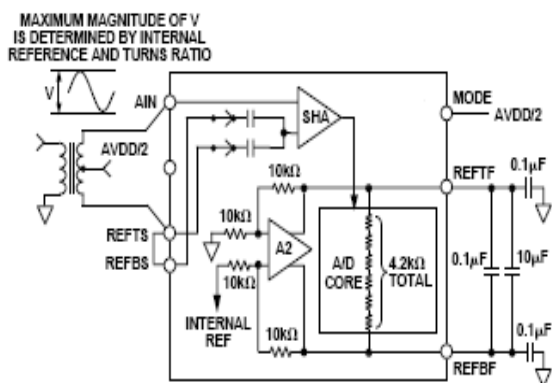 MAXIMUM MAGNITUDE OF V
IS DETERMINED BY INTERNAL
REFERENCE AND TURNS RATIO
V
AIN
AVDD/2
SHA
MODE
AVDD/2
10kΩ
REFTF
0.1µF
10kΩ
REFTS
A2
A/D
CORE
4.2kΩ
TOTAL
0.1µF
10µF
REFBS
10kΩ
INTERNAL
REF
10kΩ
0.1µF
REFBF